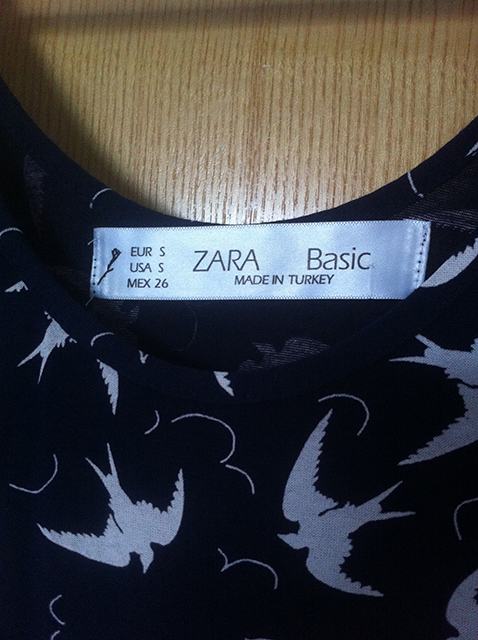 EUR S
USA S
MEX 26
ZARA Basic
MADE IN TURKEY